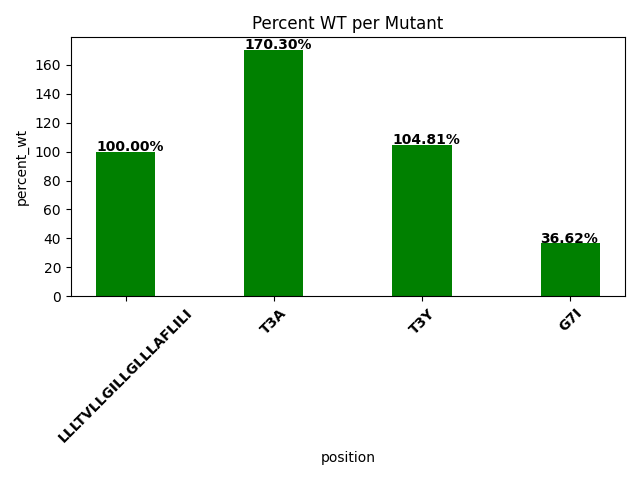 Percent WT per Mutant
percent_wt
160
140
120
100
80
60
40
20
0
100.00%
170.30%
104.81%
36.62%
LLLTVLLGILLGLLLAFLILI
T3A
T3Y
G7I
position